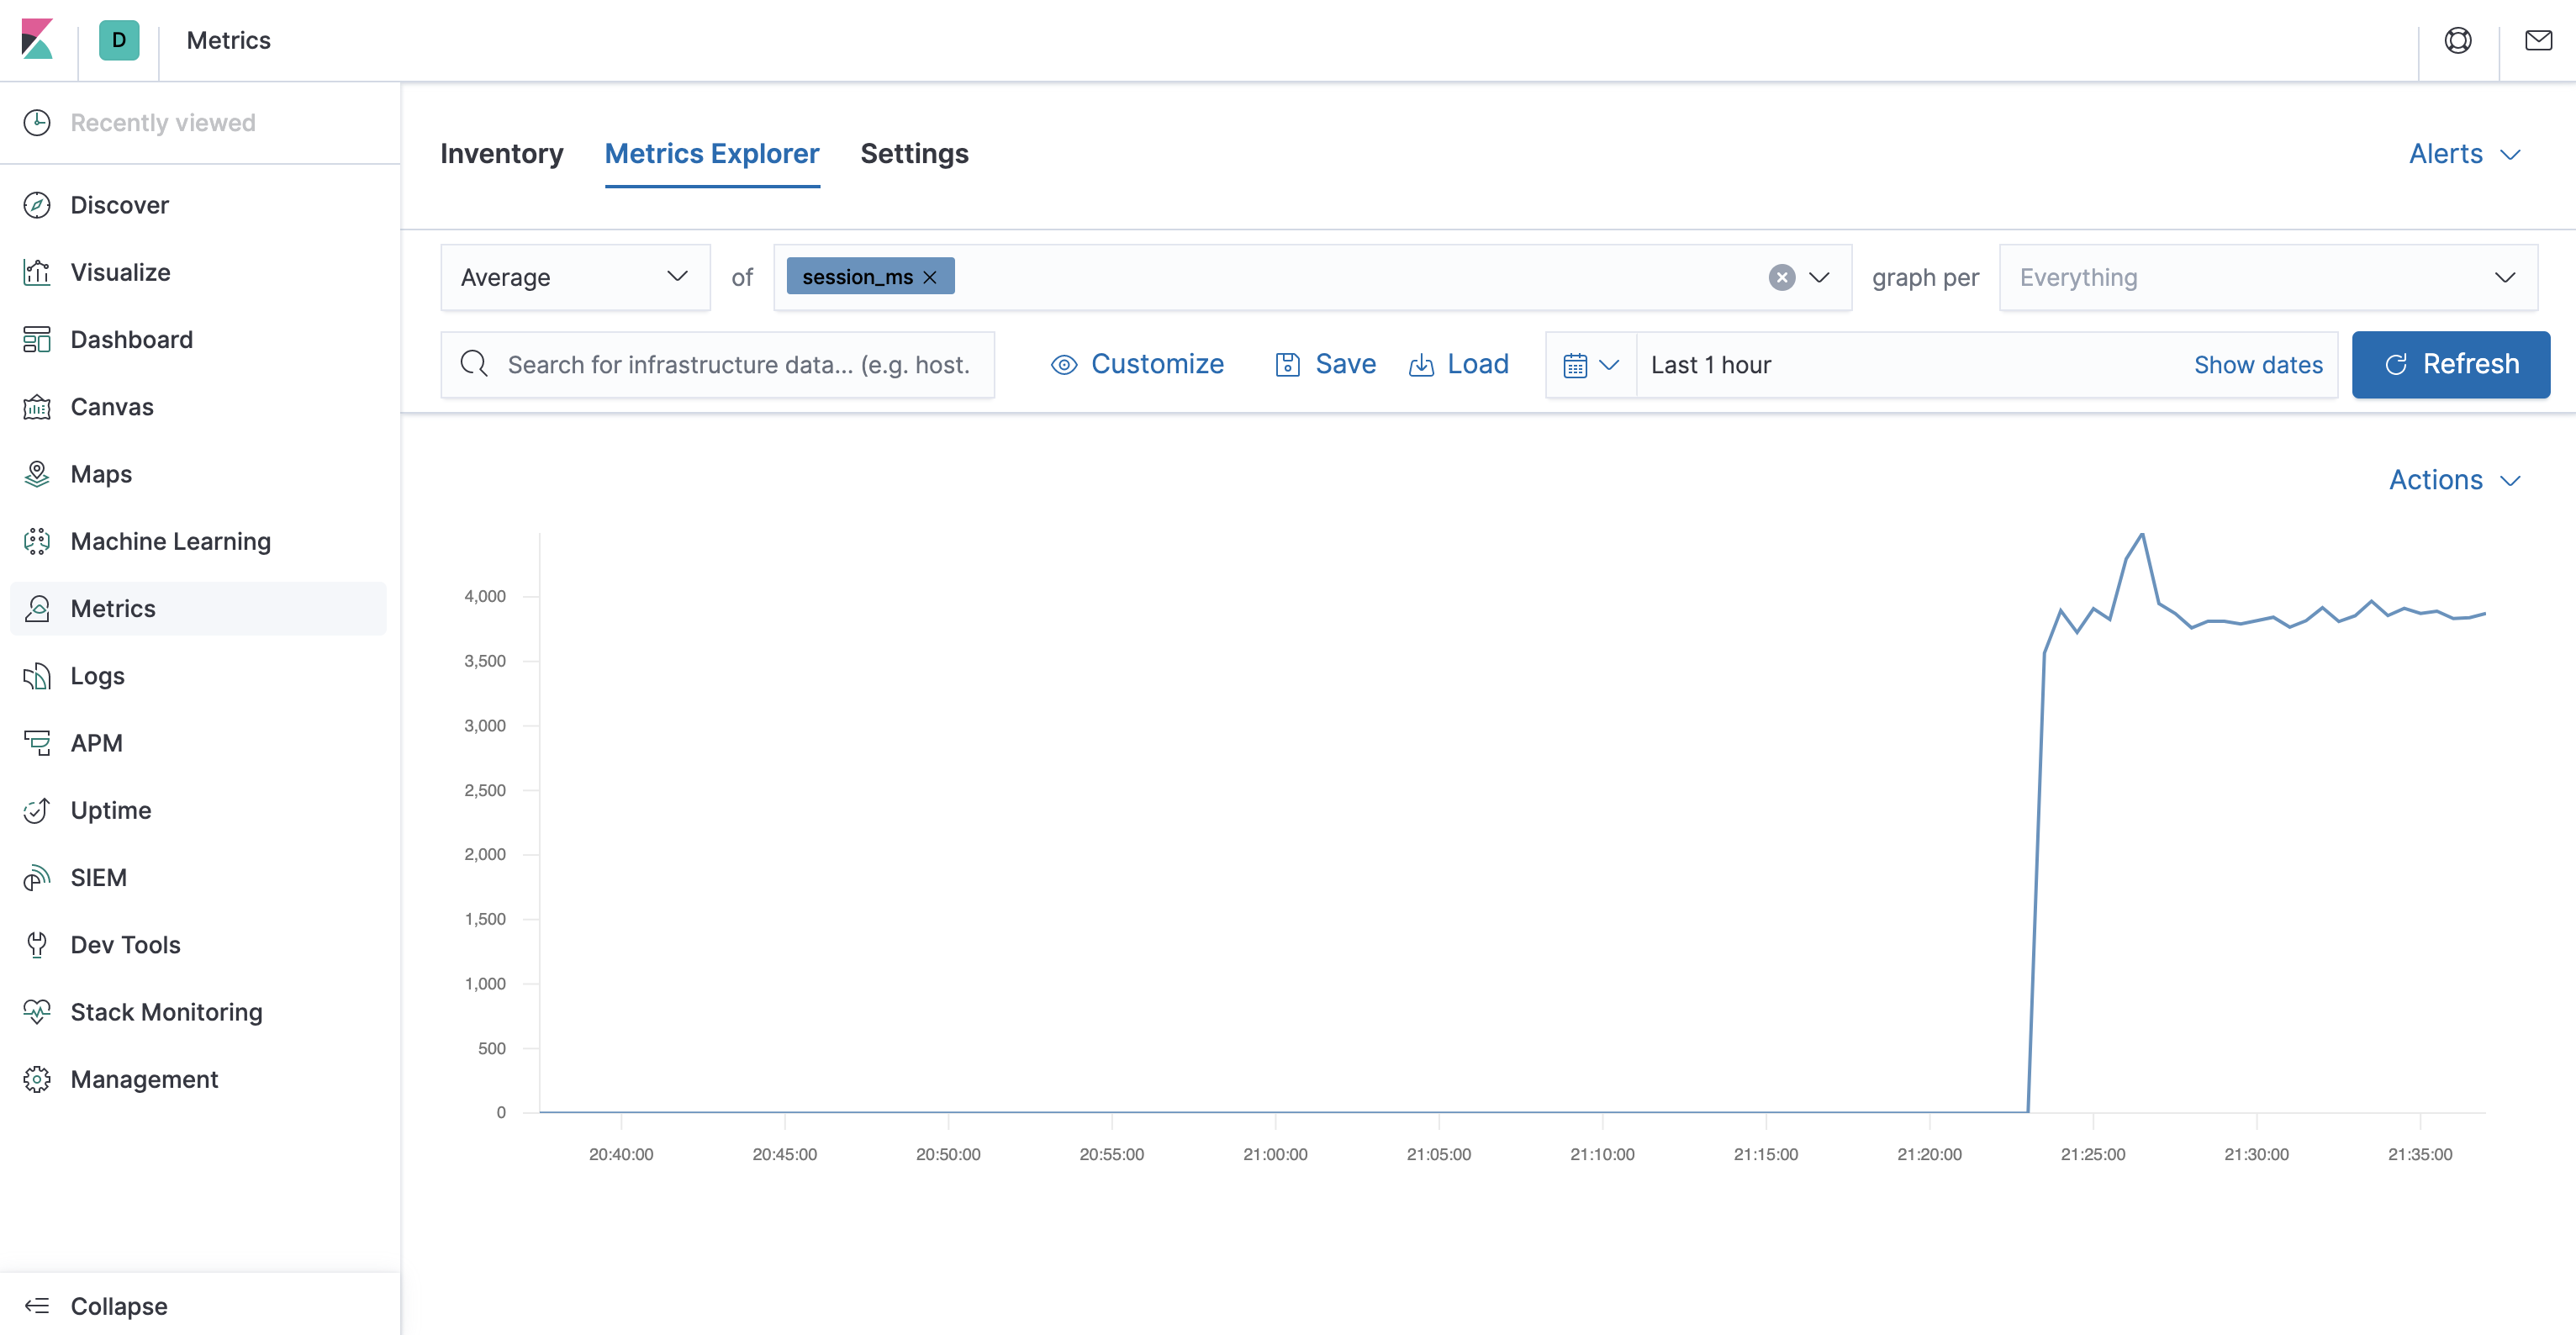 D
Metrics
Recently viewed
Discover
Visualize
Dashboard
Canvas
Maps
Machine Learning
Metrics
Logs
APM
Uptime
SIEM
Dev Tools
Stack Monitoring
Management
Collapse
Inventory Metrics Explorer Settings Alerts
Average of session_ms graph per Everything
Search for infrastructure data... (e.g. host. Customize Save Load Last 1 hour Show dates Refresh
Actions
4,000
3,500
3,000
2,500
2,000
1,500
1,000
500
0
20:40:00 20:45:00 20:50:00 20:55:00 21:00:00 21:05:00 21:10:00 21:15:00 21:20:00 21:25:00 21:30:00 21:35:00